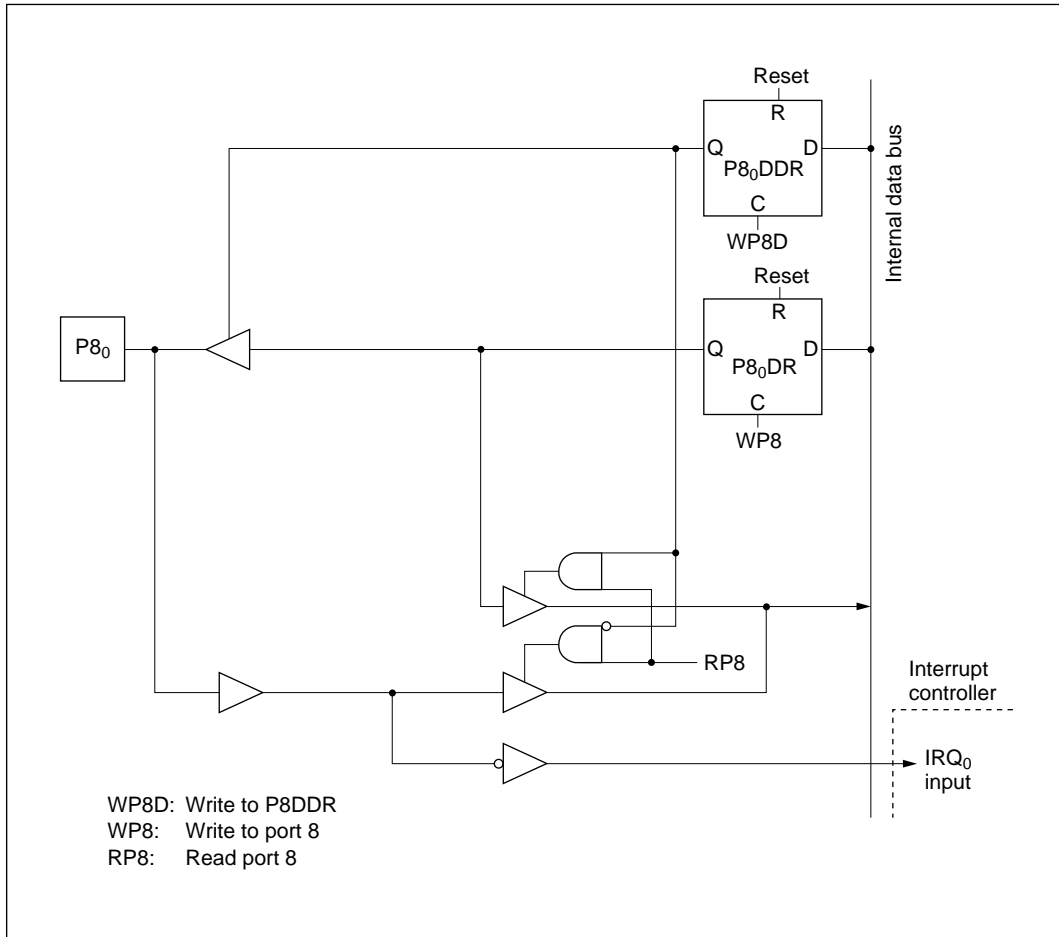 Reset
R
Q
D
P8₀DDR
C
WP8D
Internal data bus
Reset
R
P8₀
Q
D
P8₀DR
C
WP8
RP8
Interrupt
controller
IRQ₀
input
WP8D: Write to P8DDR
WP8: Write to port 8
RP8: Read port 8